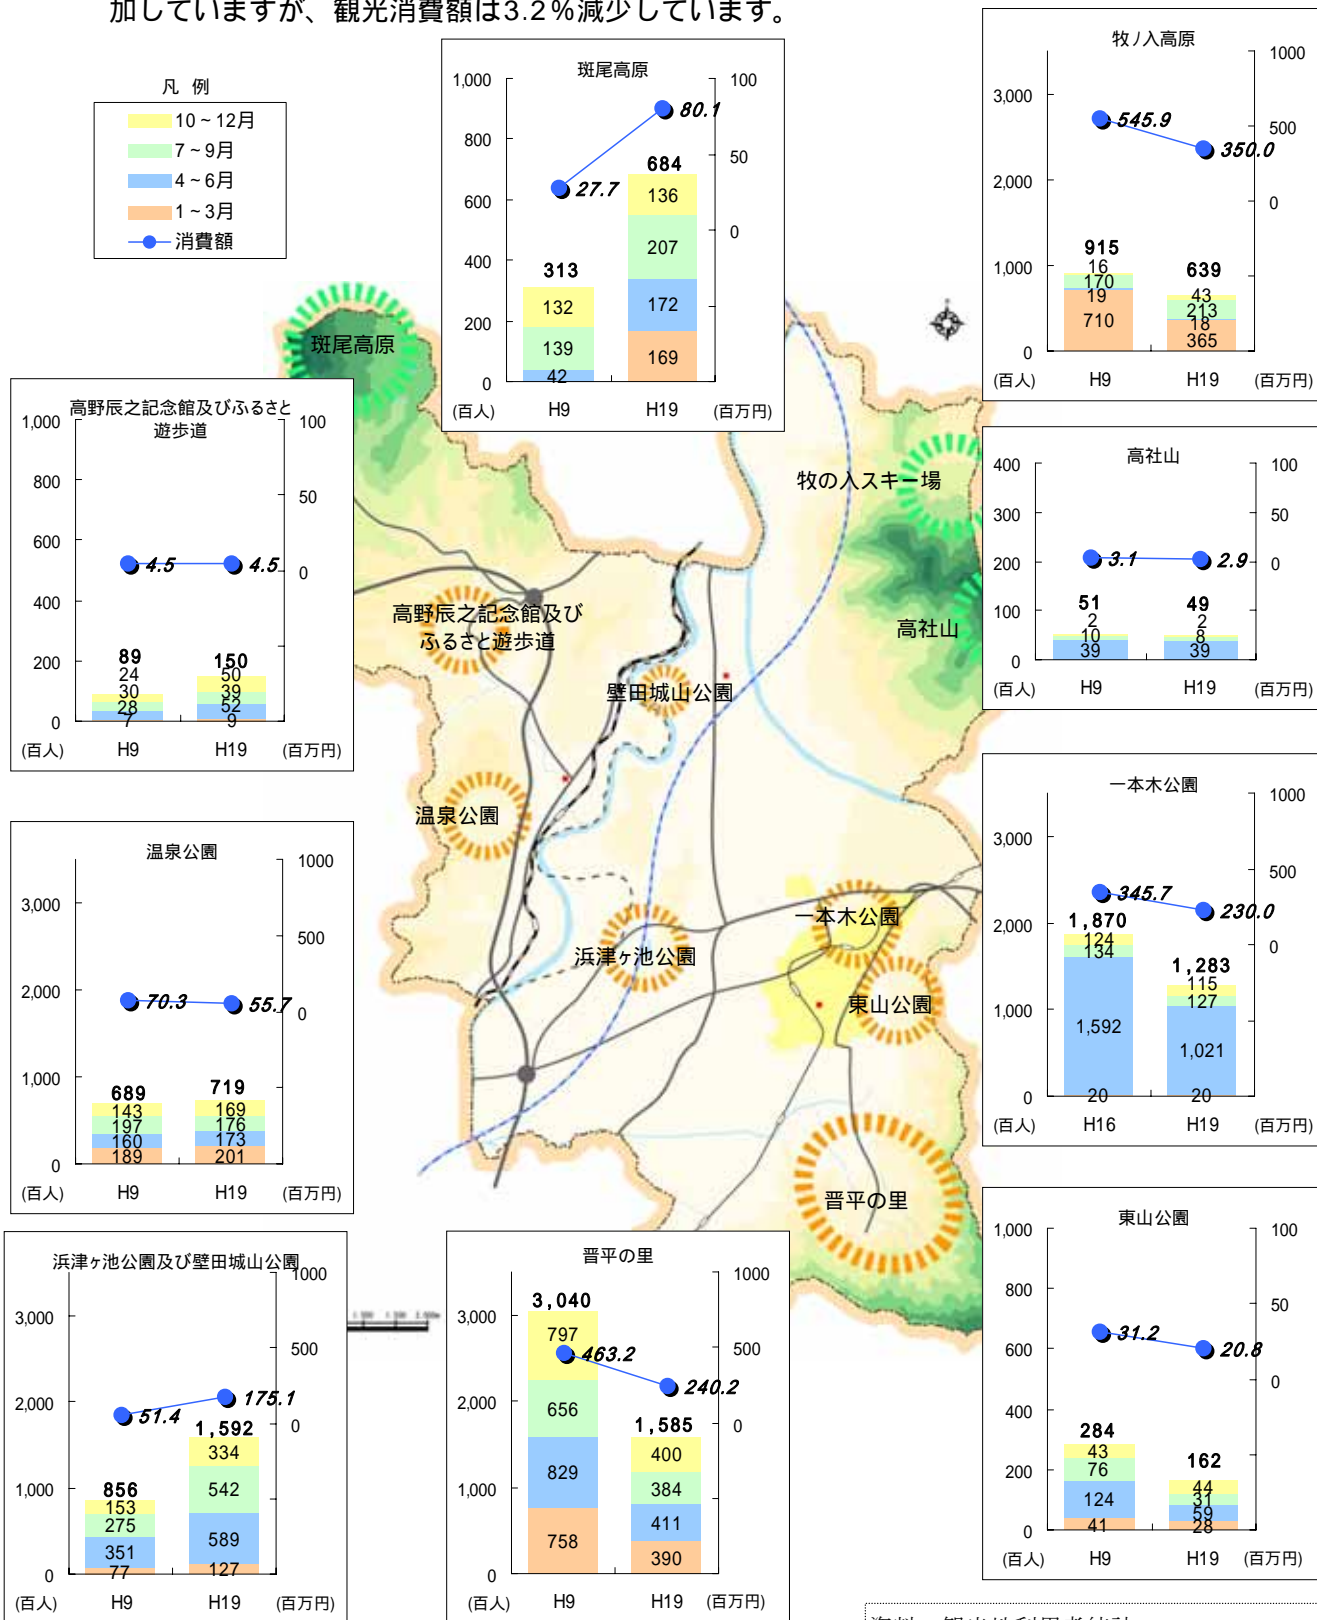 加していますが、観光消費額は3.2％減少しています。
凡 例
10～12月
7～9月
4～6月
1～3月
消費額
斑尾高原
1,000
800
600
400
200
0
100
50
0
27.7
80.1
313
132
139
42
684
136
207
172
169
(百人)
H9
H19
(百万円)
牧ノ入高原
3,000
2,000
1,000
0
1000
500
0
545.9
350.0
915
16
170
19
710
639
43
213
18
365
(百人)
H9
H19
(百万円)
高野辰之記念館及びふるさと
遊歩道
1,000
800
600
400
200
0
100
50
0
4.5
4.5
89
24
30
28
7
150
50
39
52
9
(百人)
H9
H19
(百万円)
高社山
400
300
200
100
0
100
50
0
3.1
2.9
51
2
10
39
49
2
8
39
(百人)
H9
H19
(百万円)
斑尾高原
牧の入スキー場
高社山
高野辰之記念館及び
ふるさと遊歩道
壁田城山公園
温泉公園
一本木公園
浜津ヶ池公園
東山公園
晋平の里
温泉公園
3,000
2,000
1,000
0
1000
500
0
70.3
55.7
689
143
197
160
189
719
169
176
173
201
(百人)
H9
H19
(百万円)
一本木公園
3,000
2,000
1,000
0
1000
500
0
345.7
230.0
1,870
124
134
1,592
20
1,283
115
127
1,021
20
(百人)
H16
H19
(百万円)
浜津ヶ池公園及び壁田城山公園
3,000
2,000
1,000
0
1000
500
0
51.4
175.1
856
153
275
351
77
1,592
334
542
589
127
(百人)
H9
H19
(百万円)
晋平の里
3,000
2,000
1,000
0
1000
500
0
463.2
240.2
3,040
797
656
829
758
1,585
400
384
411
390
(百人)
H9
H19
(百万円)
東山公園
1,000
800
600
400
200
0
100
50
0
31.2
20.8
284
43
76
124
41
162
44
31
59
28
(百人)
H9
H19
(百万円)